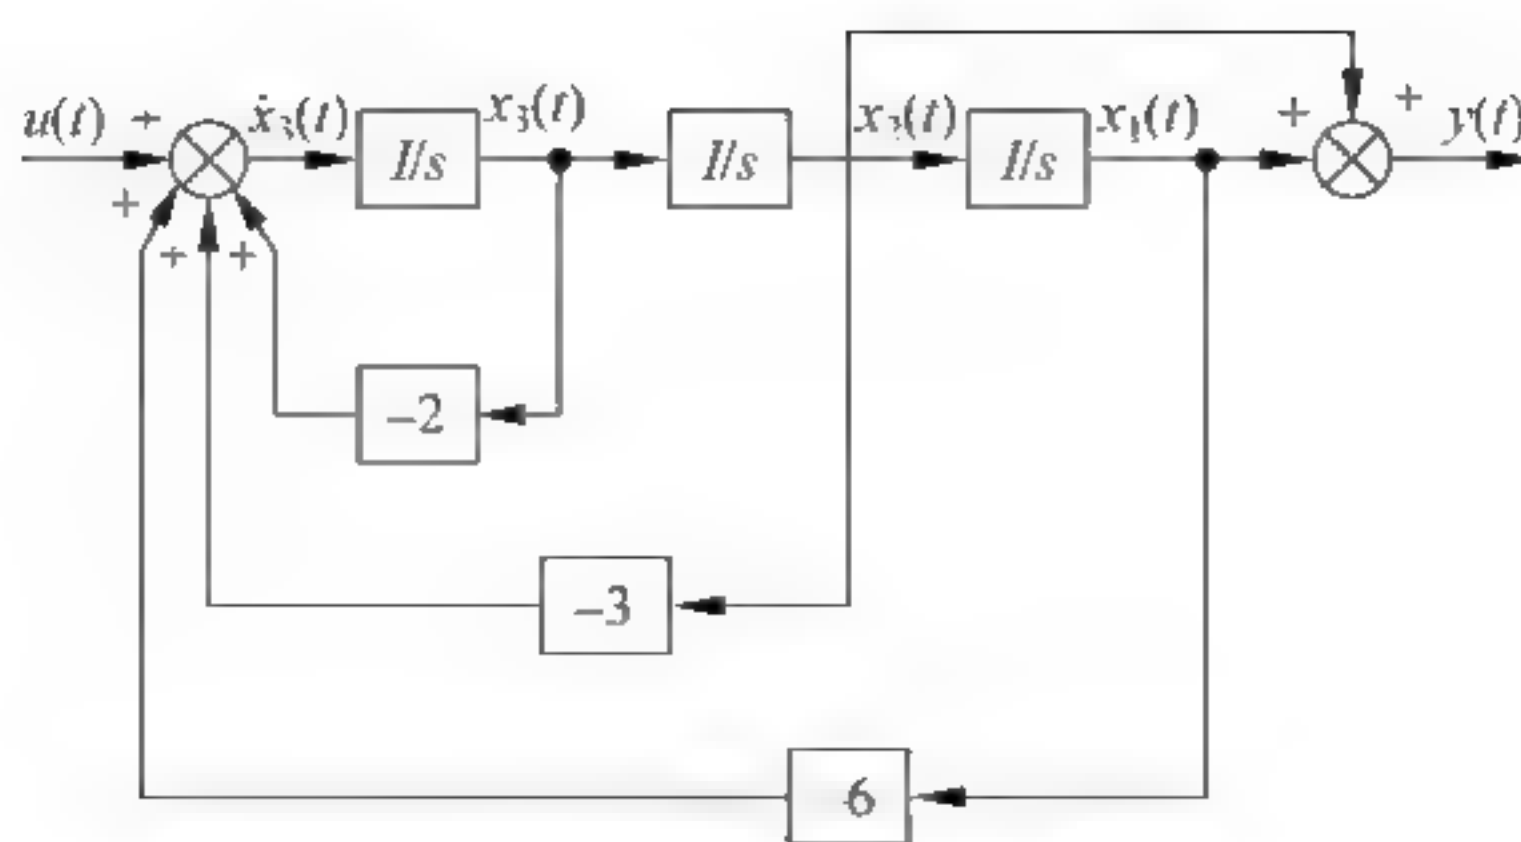 u(t)
+
ẋ₃(t)
I/s
x₃(t)
I/s
x₂(t)
I/s
x₁(t)
+
+
y(t)
+
+
+
–2
–3
6